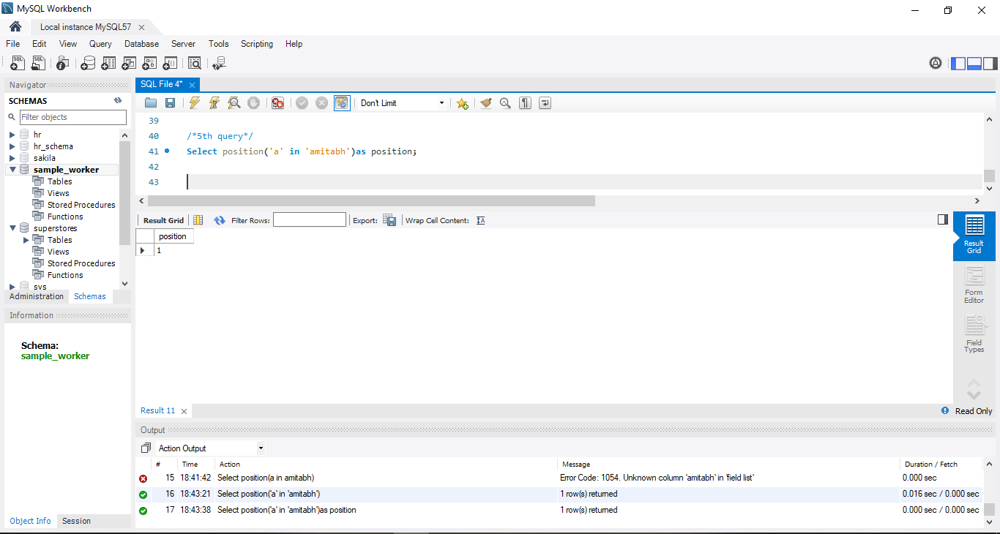 MySQL Workbench
Local instance MySQL57
File Edit View Query Database Server Tools Scripting Help
Navigator
SCHEMAS
Filter objects
hr
hr_schema
sakila
sample_worker
Tables
Views
Stored Procedures
Functions
superstores
Tables
Views
Stored Procedures
Functions
sys
Administration Schemas
Information
Schema:
sample_worker
Object Info Session
SQL File 4*
Don't Limit
39
40 /*5th query*/
41 Select position('a' in 'amitabh')as position;
42
43
Result Grid Filter Rows: Export: Wrap Cell Content:
position
1
Result
Grid
Form
Editor
Field
Types
Result 11
Read Only
Output
Action Output
# Time Action Message Duration / Fetch
15 18:41:42 Select position(a in amitabh) Error Code: 1054. Unknown column 'amitabh' in 'field list' 0.000 sec
16 18:43:21 Select position('a' in 'amitabh') 1 row(s) returned 0.016 sec / 0.000 sec
17 18:43:38 Select position('a' in 'amitabh')as position 1 row(s) returned 0.000 sec / 0.000 sec